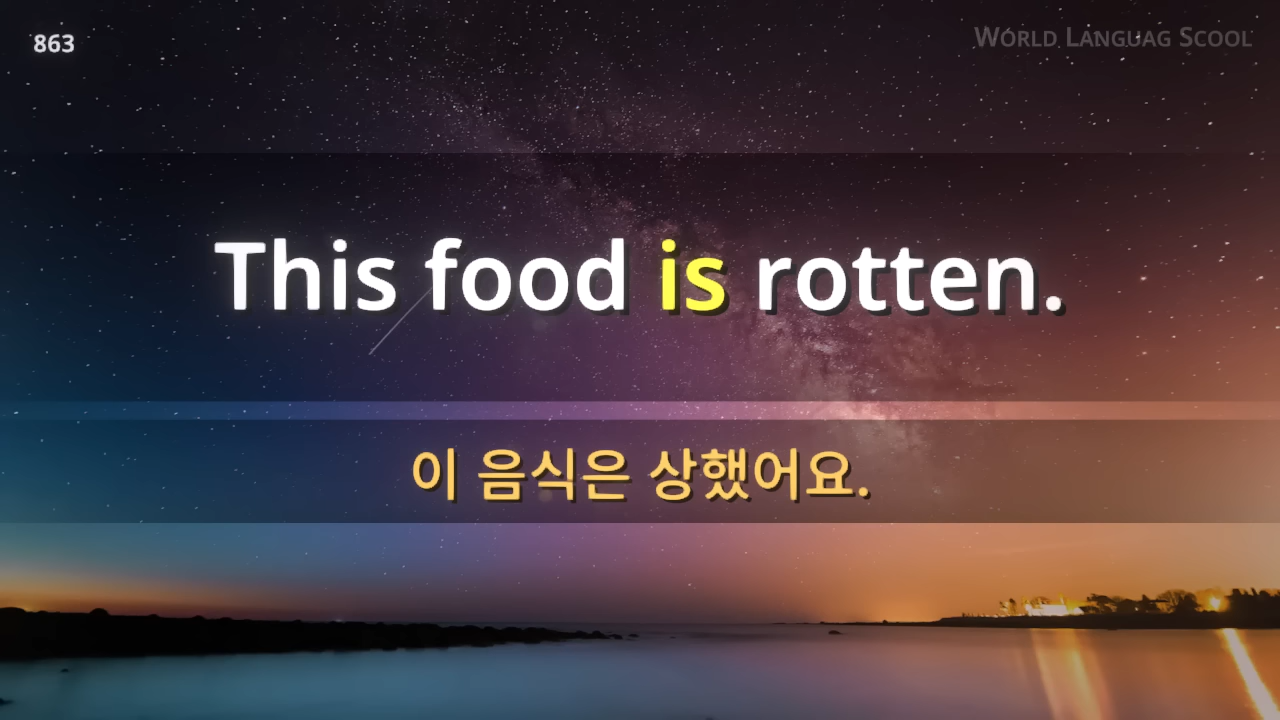 863
World Languag Scool
This food is rotten.
이 음식은 상했어요.